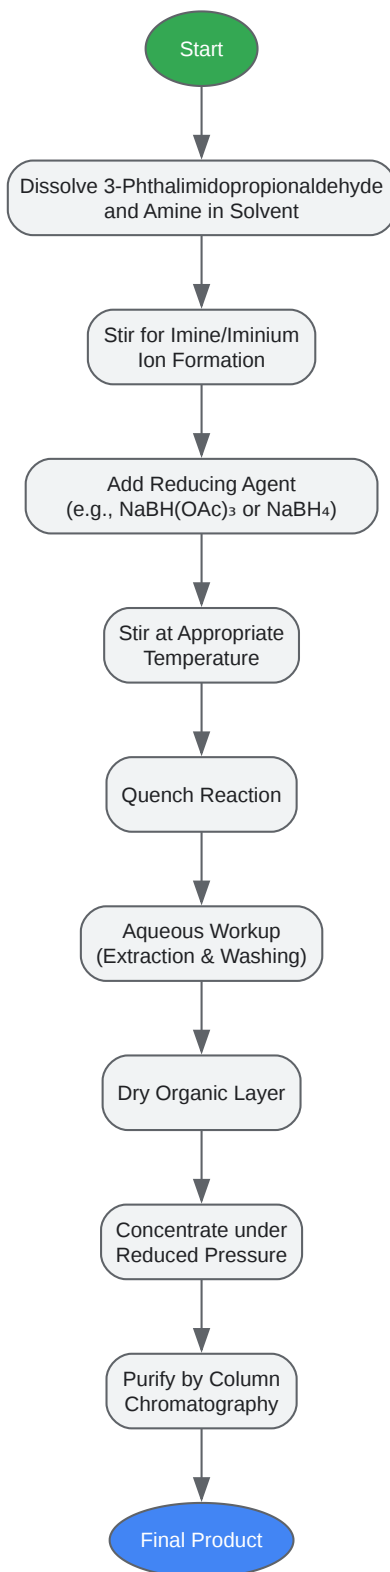 Start
Dissolve 3-Phthalimidopropionaldehyde
and Amine in Solvent
Stir for Imine/Iminium
Ion Formation
Add Reducing Agent
(e.g., NaBH(OAc)₃ or NaBH₄)
Stir at Appropriate
Temperature
Quench Reaction
Aqueous Workup
(Extraction & Washing)
Dry Organic Layer
Concentrate under
Reduced Pressure
Purify by Column
Chromatography
Final Product